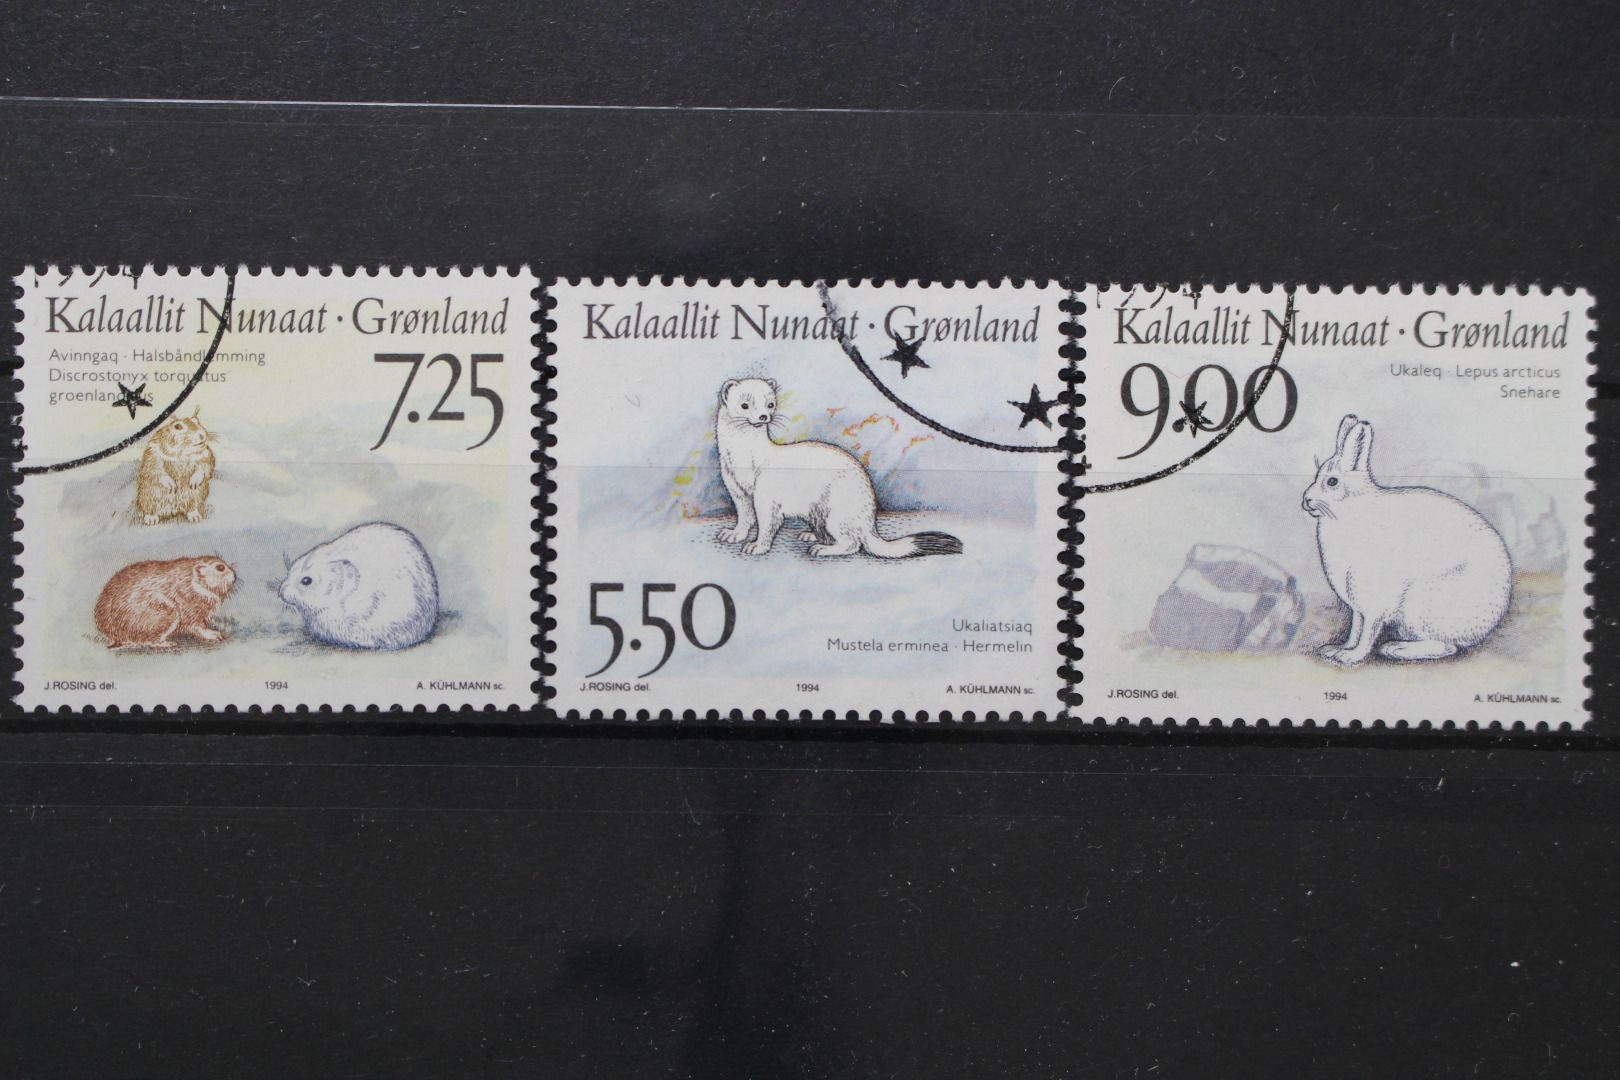 Kalaallit Nunaat · Grønland
Avinngaq · Halsbåndlemming
Discrostonyx torquatus
groenlandicus
7.25
J.ROSING del.
1994
A. KÜHLMANN sc.
Kalaallit Nunaat · Grønland
5.50
Ukaliatsiaq
Mustela erminea · Hermelin
J.ROSING del.
1994
A. KÜHLMANN sc.
Kalaallit Nunaat · Grønland
9.00
Ukaleq · Lepus arcticus
Snehare
J.ROSING del.
1994
A. KÜHLMANN sc.